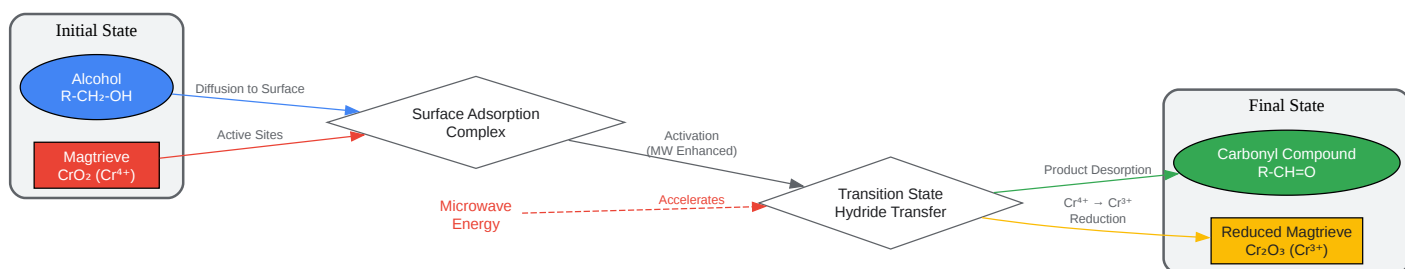 Initial State
Alcohol
R-CH₂-OH
Magtrieve
CrO₂ (Cr⁴⁺)
Diffusion to Surface
Active Sites
Surface Adsorption
Complex
Activation
(MW Enhanced)
Microwave
Energy
Accelerates
Transition State
Hydride Transfer
Product Desorption
Cr⁴⁺ → Cr³⁺
Reduction
Final State
Carbonyl Compound
R-CH=O
Reduced Magtrieve
Cr₂O₃ (Cr³⁺)